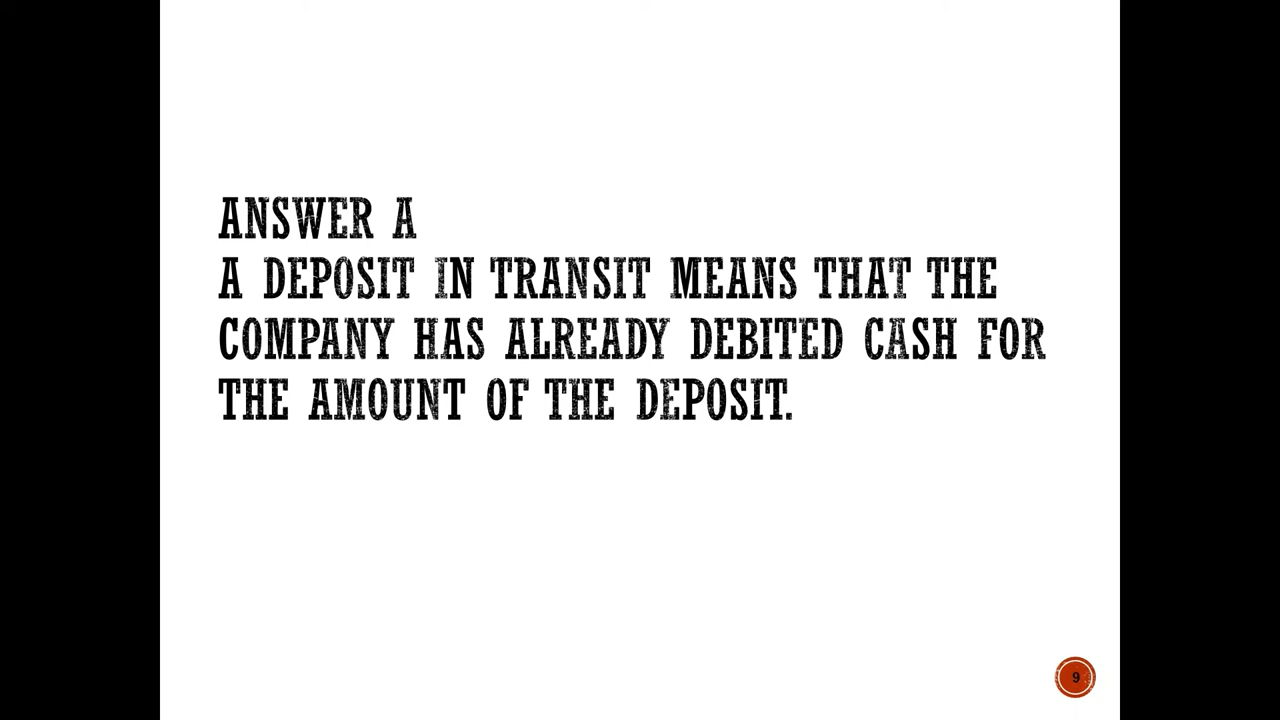 ANSWER A
A DEPOSIT IN TRANSIT MEANS THAT THE
COMPANY HAS ALREADY DEBITED CASH FOR
THE AMOUNT OF THE DEPOSIT.
9